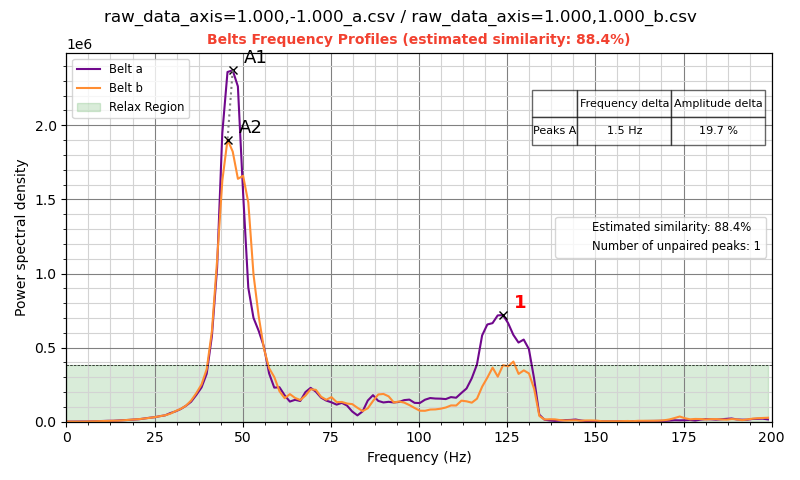 raw_data_axis=1.000,-1.000_a.csv / raw_data_axis=1.000,1.000_b.csv
Belts Frequency Profiles (estimated similarity: 88.4%)
1e6
A1
A2
1
Belt a
Belt b
Relax Region
Frequency delta Amplitude delta
Peaks A 1.5 Hz 19.7 %
Estimated similarity: 88.4%
Number of unpaired peaks: 1
Power spectral density
2.0
1.5
1.0
0.5
0.0
0 25 50 75 100 125 150 175 200
Frequency (Hz)